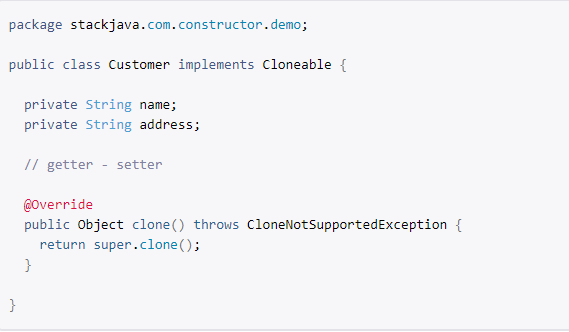 package stackjava.com.constructor.demo;
public class Customer implements Cloneable {
private String name;
private String address;
// getter - setter
@Override
public Object clone() throws CloneNotSupportedException {
return super.clone();
}
}